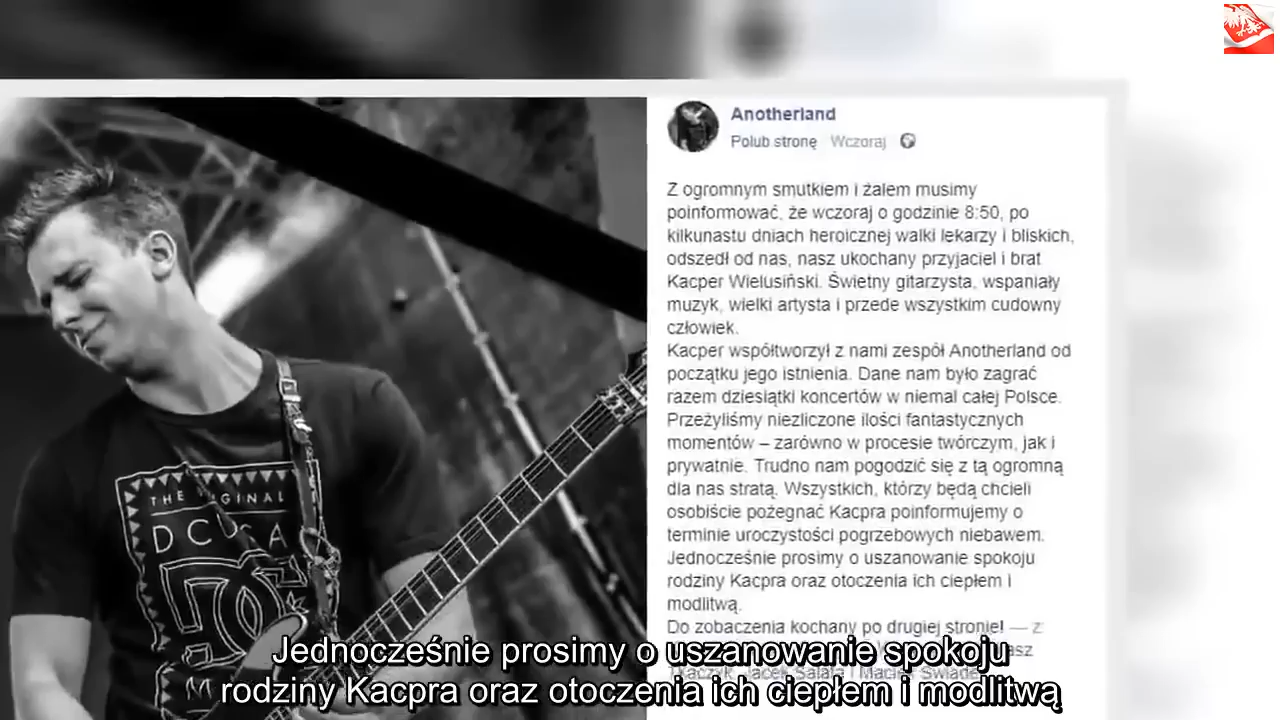 Anotherland
Polub stronę Wczoraj
Z ogromnym smutkiem i żalem musimy
poinformować, że wczoraj o godzinie 8:50, po
kilkunastu dniach heroicznej walki lekarzy i bliskich,
odszedł od nas, nasz ukochany przyjaciel i brat
Kacper Wielusiński. Świetny gitarzysta, wspaniały
muzyk, wielki artysta i przede wszystkim cudowny
człowiek.
Kacper współtworzył z nami zespół Anotherland od
początku jego istnienia. Dane nam było zagrać
razem dziesiątki koncertów w niemal całej Polsce.
Przeżyliśmy niezliczone ilości fantastycznych
momentów – zarówno w procesie twórczym, jak i
prywatnie. Trudno nam pogodzić się z tą ogromną
dla nas stratą. Wszystkich, którzy będą chcieli
osobiście pożegnać Kacpra poinformujemy o
terminie uroczystości pogrzebowych niebawem.
Jednocześnie prosimy o uszanowanie spokoju
rodziny Kacpra oraz otoczenia ich ciepłem i
modlitwą.
Do zobaczenia kochany po drugiej stronie! — z
THE ORIGINAL
DC USA
Jednocześnie prosimy o uszanowanie spokoju
rodziny Kacpra oraz otoczenia ich ciepłem i modlitwą